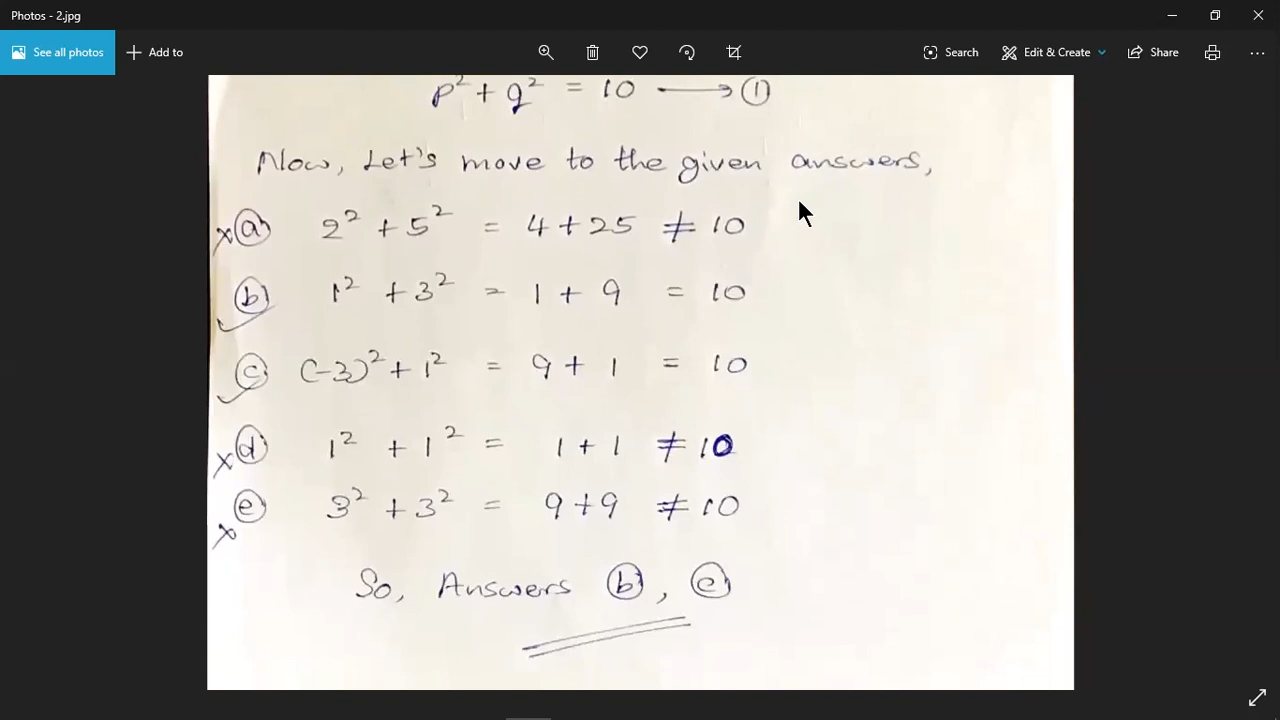 Photos - 2.jpg
See all photos
Add to
Search
Edit & Create
Share
p² + q² = 10 ⟶ ①
Now, Let's move to the given answers,
×ⓐ 2² + 5² = 4 + 25 ≠ 10
ⓑ 1² + 3² = 1 + 9 = 10
ⓒ (-3)² + 1² = 9 + 1 = 10
×ⓓ 1² + 1² = 1 + 1 ≠ 10
×ⓔ 3² + 3² = 9 + 9 ≠ 10
So, Answers ⓑ, ⓒ